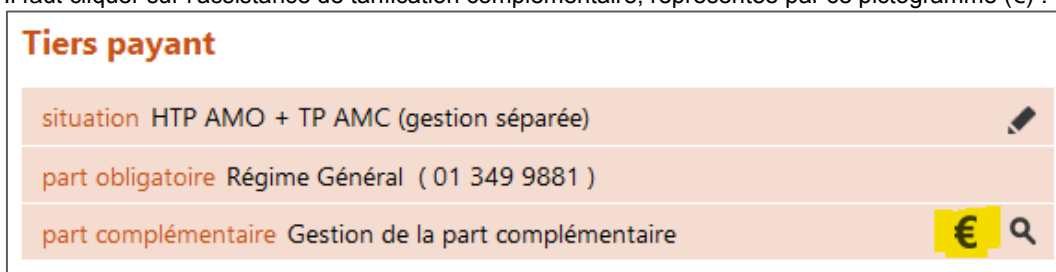 Il faut cliquer sur l'assistance de tarification complémentaire, représentée par ce pictogramme (€) :
Tiers payant
situation HTP AMO + TP AMC (gestion séparée)
part obligatoire Régime Général ( 01 349 9881 )
part complémentaire Gestion de la part complémentaire €